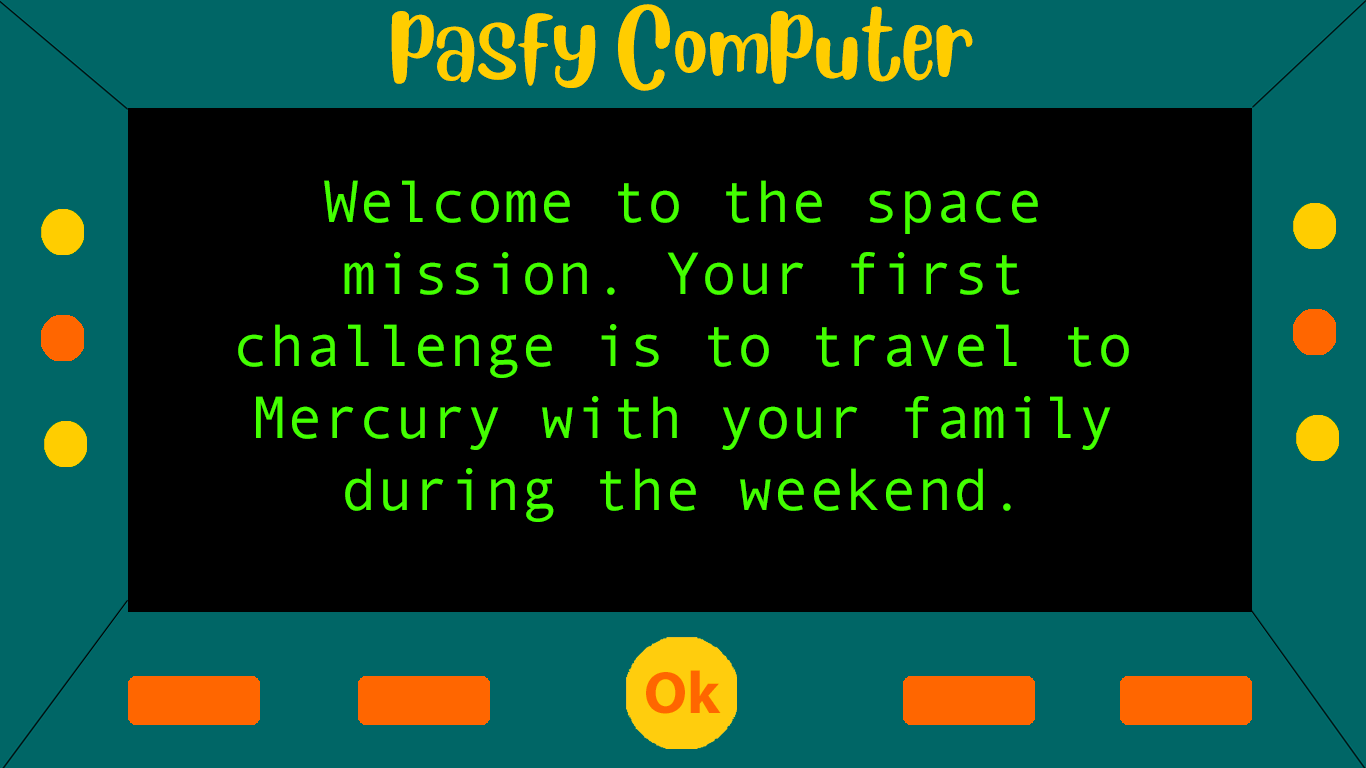 Pasfy Computer
Welcome to the space
mission. Your first
challenge is to travel to
Mercury with your family
during the weekend.
Ok